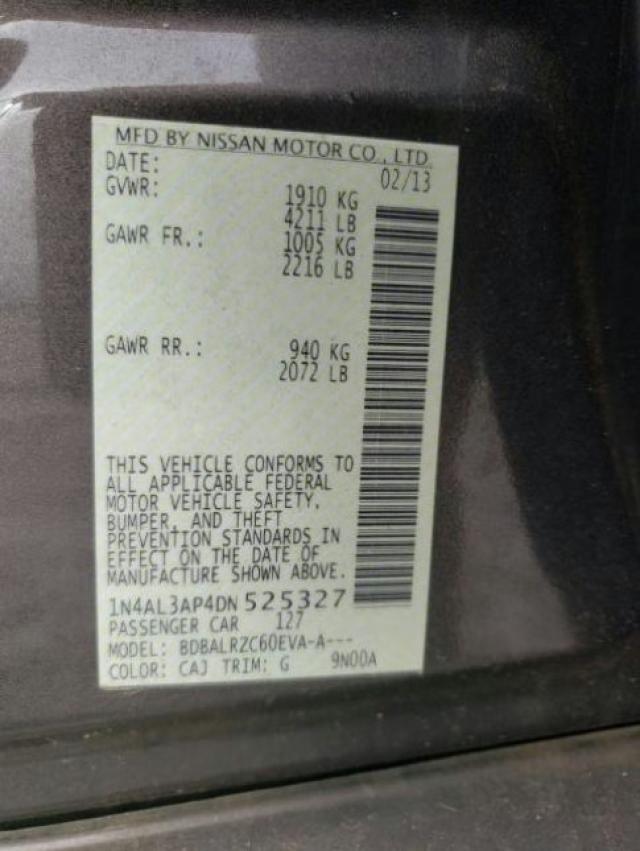 MFD BY NISSAN MOTOR CO., LTD.
DATE: 02/13
GVWR: 1910 KG
4211 LB
GAWR FR.: 1005 KG
2216 LB
GAWR RR.: 940 KG
2072 LB
THIS VEHICLE CONFORMS TO
ALL APPLICABLE FEDERAL
MOTOR VEHICLE SAFETY,
BUMPER, AND THEFT
PREVENTION STANDARDS IN
EFFECT ON THE DATE OF
MANUFACTURE SHOWN ABOVE.
1N4AL3AP4DN 525327
PASSENGER CAR 127
MODEL: BDBALRZC60EVA-A---
COLOR: CAJ TRIM: G 9N00A